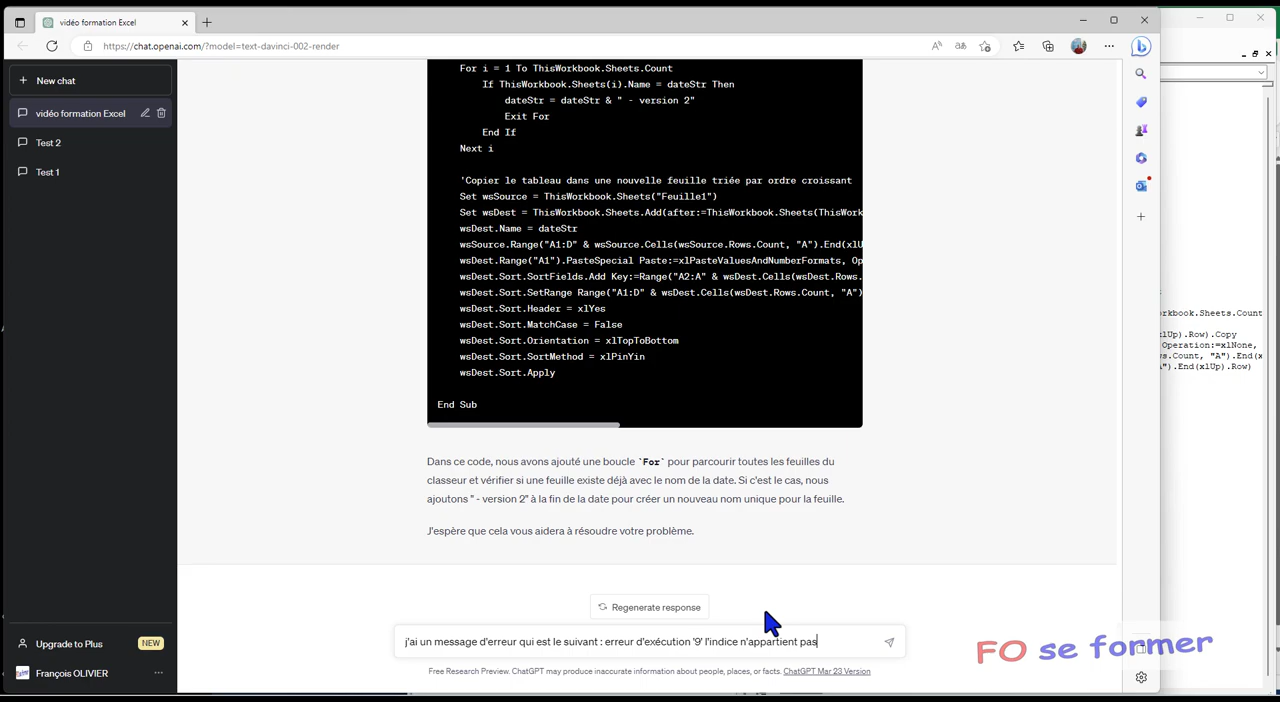 vidéo formation Excel
https://chat.openai.com/?model=text-davinci-002-render
New chat
vidéo formation Excel
Test 2
Test 1
For i = 1 To ThisWorkbook.Sheets.Count
If ThisWorkbook.Sheets(i).Name = dateStr Then
dateStr = dateStr & " - version 2"
Exit For
End If
Next i
'Copier le tableau dans une nouvelle feuille triée par ordre croissant
Set wsSource = ThisWorkbook.Sheets("Feuille1")
Set wsDest = ThisWorkbook.Sheets.Add(after:=ThisWorkbook.Sheets(ThisWork
wsDest.Name = dateStr
wsSource.Range("A1:D" & wsSource.Cells(wsSource.Rows.Count, "A").End(xlU
wsDest.Range("A1").PasteSpecial Paste:=xlPasteValuesAndNumberFormats, Op
wsDest.Sort.SortFields.Add Key:=Range("A2:A" & wsDest.Cells(wsDest.Rows.
wsDest.Sort.SetRange Range("A1:D" & wsDest.Cells(wsDest.Rows.Count, "A")
wsDest.Sort.Header = xlYes
wsDest.Sort.MatchCase = False
wsDest.Sort.Orientation = xlTopToBottom
wsDest.Sort.SortMethod = xlPinYin
wsDest.Sort.Apply
End Sub
orkbook.Sheets.Count
xlUp).Row).Copy
Operation:=xlNone,
ws.Count, "A").End(x
A").End(xlUp).Row)
Dans ce code, nous avons ajouté une boucle `For` pour parcourir toutes les feuilles du
classeur et vérifier si une feuille existe déjà avec le nom de la date. Si c'est le cas, nous
ajoutons " - version 2" à la fin de la date pour créer un nouveau nom unique pour la feuille.
J'espère que cela vous aidera à résoudre votre problème.
Regenerate response
j'ai un message d'erreur qui est le suivant : erreur d'exécution '9' l'indice n'appartient pas
Free Research Preview. ChatGPT may produce inaccurate information about people, places, or facts. ChatGPT Mar 23 Version
Upgrade to Plus NEW
François OLIVIER
FO se former